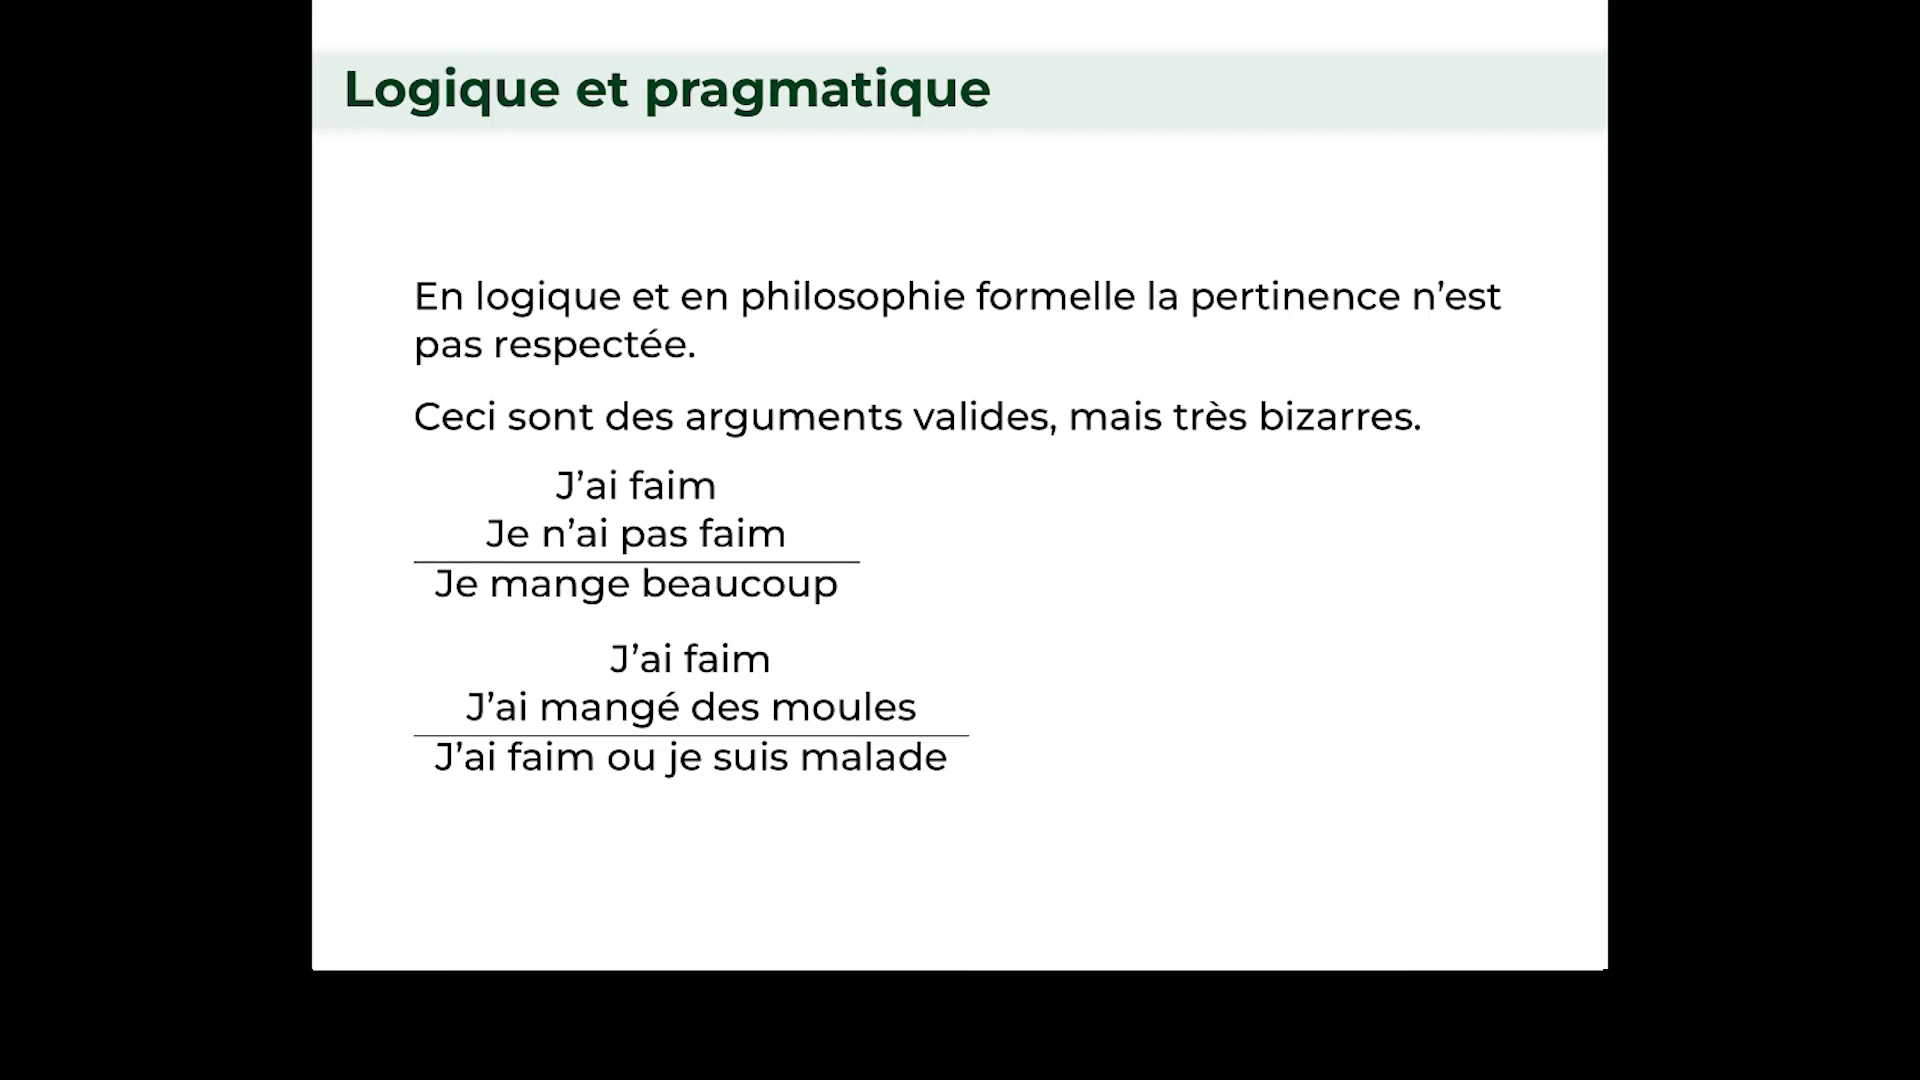 Logique et pragmatique
En logique et en philosophie formelle la pertinence n’est
pas respectée.
Ceci sont des arguments valides, mais très bizarres.
J’ai faim
Je n’ai pas faim
Je mange beaucoup
J’ai faim
J’ai mangé des moules
J’ai faim ou je suis malade